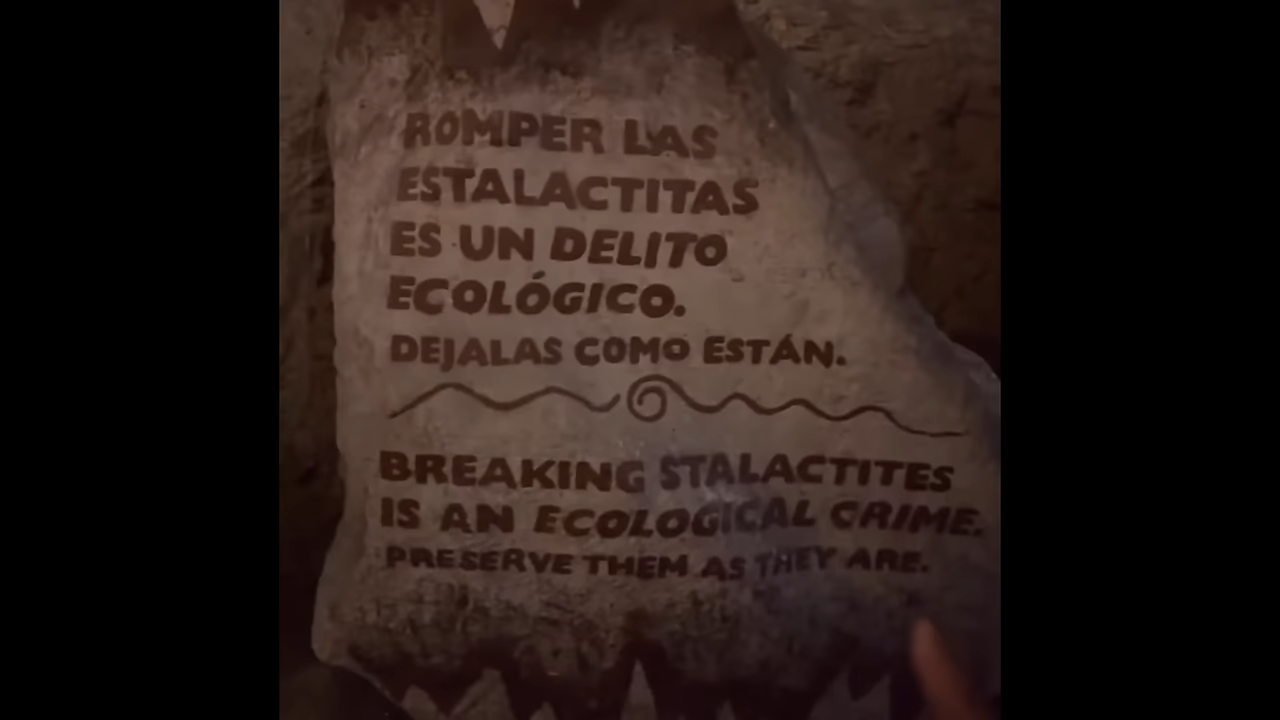 ROMPER LAS
ESTALACTITAS
ES UN DELITO
ECOLÓGICO.
DEJALAS COMO ESTÁN.
BREAKING STALACTITES
IS AN ECOLOGICAL CRIME.
PRESERVE THEM AS THEY ARE.